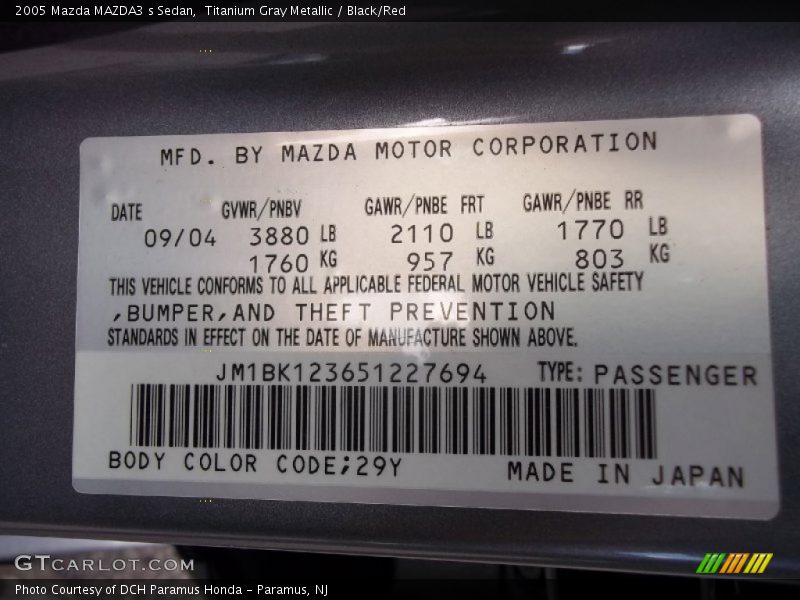 2005 Mazda MAZDA3 s Sedan,  Titanium Gray Metallic / Black/Red
MFD. BY MAZDA MOTOR CORPORATION
DATE GVWR/PNBV GAWR/PNBE FRT GAWR/PNBE RR
09/04 3880 LB 2110 LB 1770 LB
1760 KG 957 KG 803 KG
THIS VEHICLE CONFORMS TO ALL APPLICABLE FEDERAL MOTOR VEHICLE SAFETY
,BUMPER,AND THEFT PREVENTION
STANDARDS IN EFFECT ON THE DATE OF MANUFACTURE SHOWN ABOVE.
JM1BK123651227694 TYPE: PASSENGER
BODY COLOR CODE;29Y MADE IN JAPAN
GTCARLOT.COM
Photo Courtesy of DCH Paramus Honda - Paramus, NJ